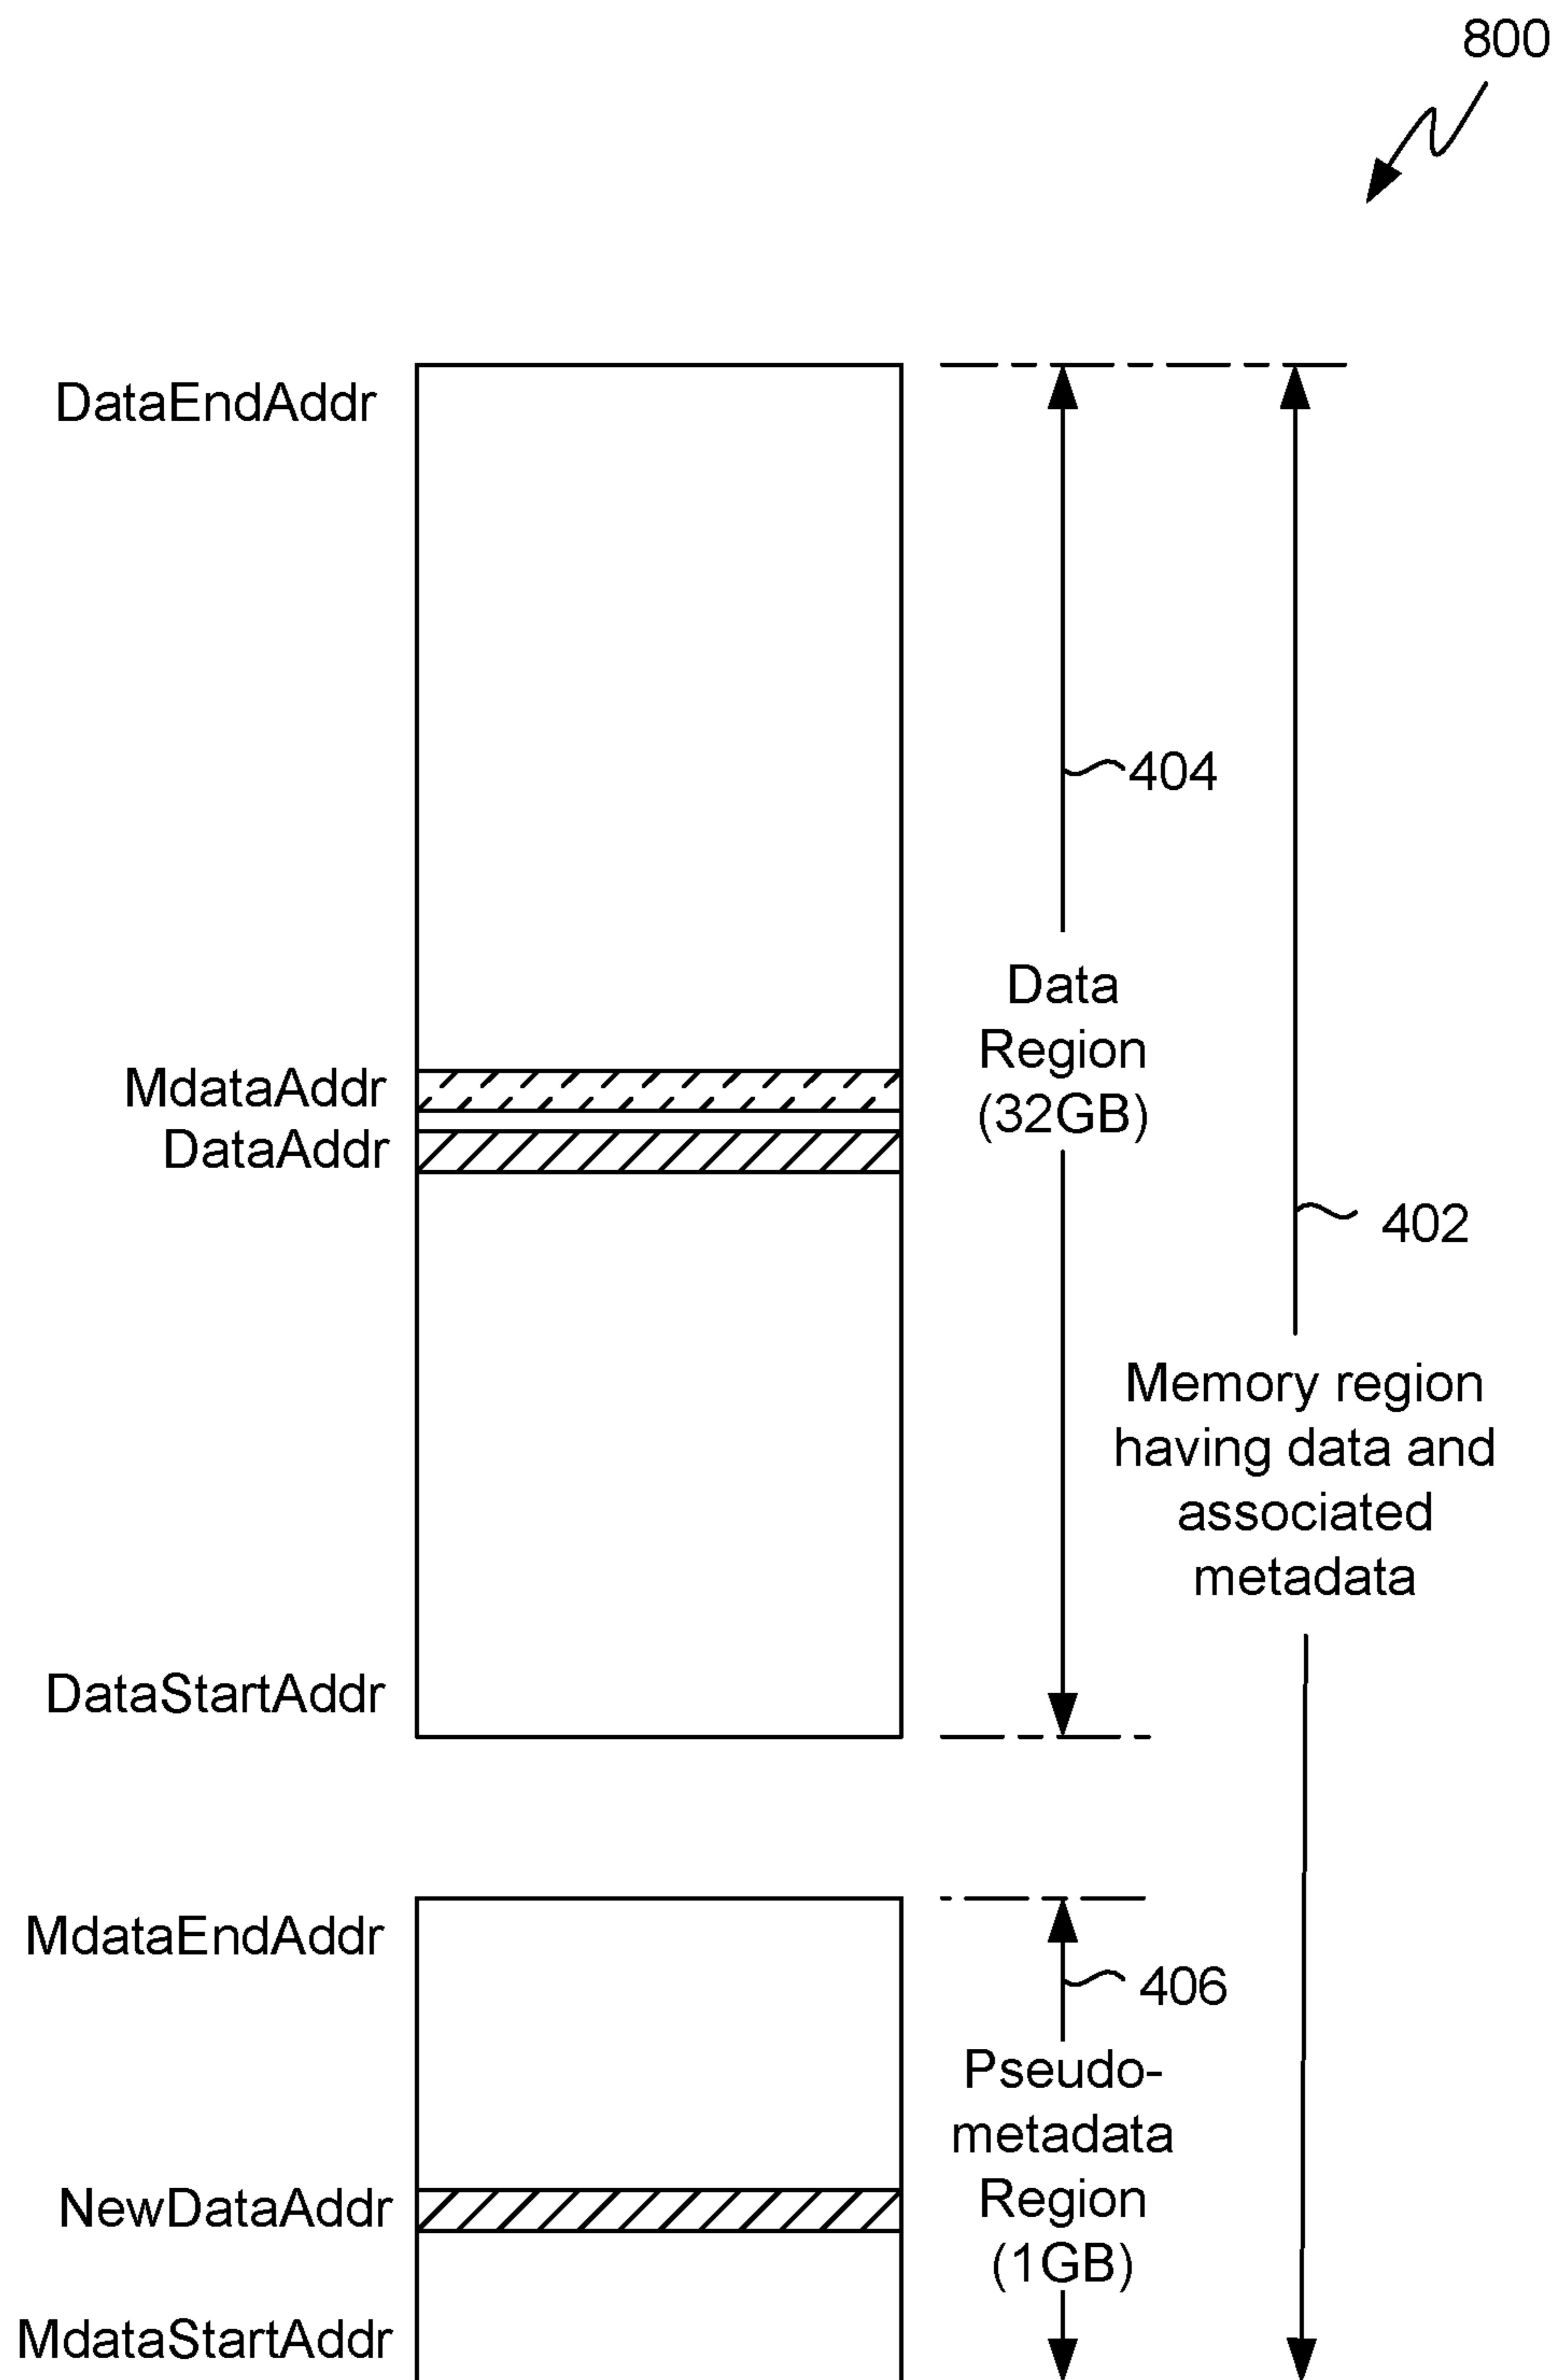 800
DataEndAddr
404
Data
Region
(32GB)
MdataAddr
DataAddr
402
Memory region
having data and
associated
metadata
DataStartAddr
MdataEndAddr
406
Pseudo-
metadata
Region
(1GB)
NewDataAddr
MdataStartAddr